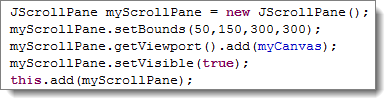 JScrollPane myScrollPane = new JScrollPane();
myScrollPane.setBounds(50,150,300,300);
myScrollPane.getViewport().add(myCanvas);
myScrollPane.setVisible(true);
this.add(myScrollPane);